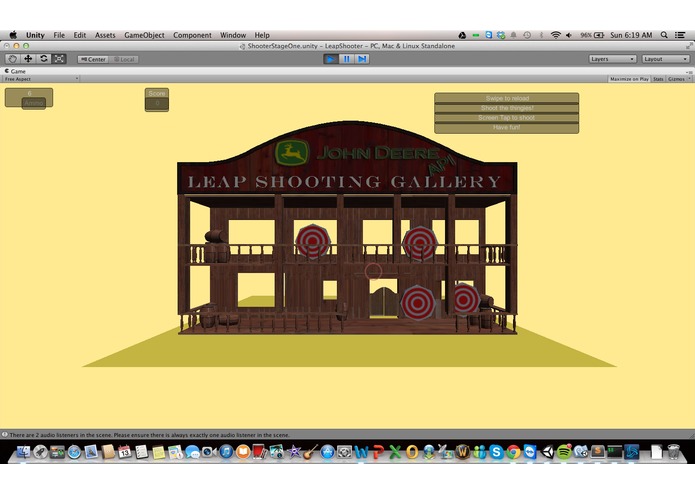 Unity File Edit Assets GameObject Component Window Help 96% Sun 6:19 AM
ShooterStageOne.unity - LeapShooter - PC, Mac & Linux Standalone
Center Local Layers Layout
Game
Free Aspect Maximize on Play Stats Gizmos
6
Ammo
Score
0
Swipe to reload
Shoot the thingies!
Screen Tap to shoot
Have fun!
JOHN DEERE
API
LEAP SHOOTING GALLERY
There are 2 audio listeners in the scene. Please ensure there is always exactly one audio listener in the scene.